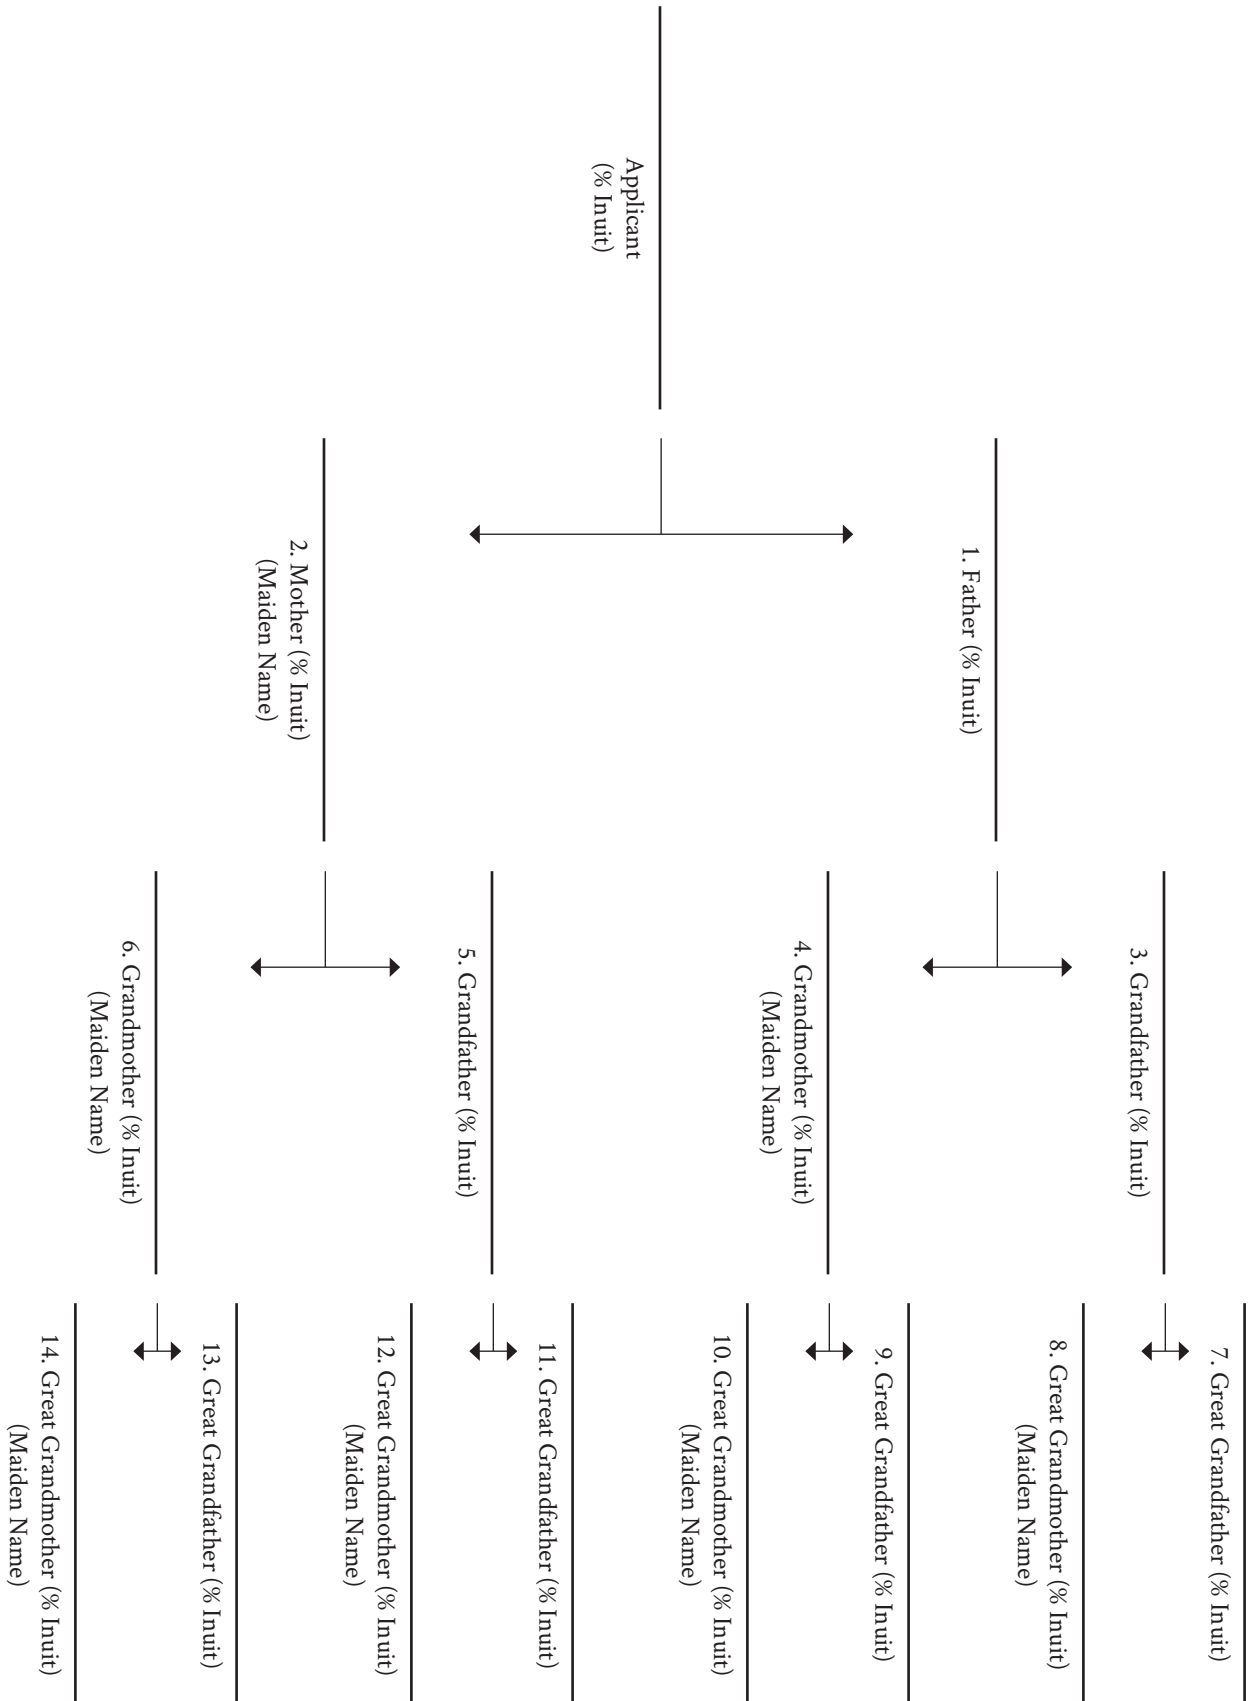 Applicant
(% Inuit)
1. Father (% Inuit)
2. Mother (% Inuit)
(Maiden Name)
3. Grandfather (% Inuit)
4. Grandmother (% Inuit)
(Maiden Name)
5. Grandfather (% Inuit)
6. Grandmother (% Inuit)
(Maiden Name)
7. Great Grandfather (% Inuit)
8. Great Grandmother (% Inuit)
(Maiden Name)
9. Great Grandfather (% Inuit)
10. Great Grandmother (% Inuit)
(Maiden Name)
11. Great Grandfather (% Inuit)
12. Great Grandmother (% Inuit)
(Maiden Name)
13. Great Grandfather (% Inuit)
14. Great Grandmother (% Inuit)
(Maiden Name)